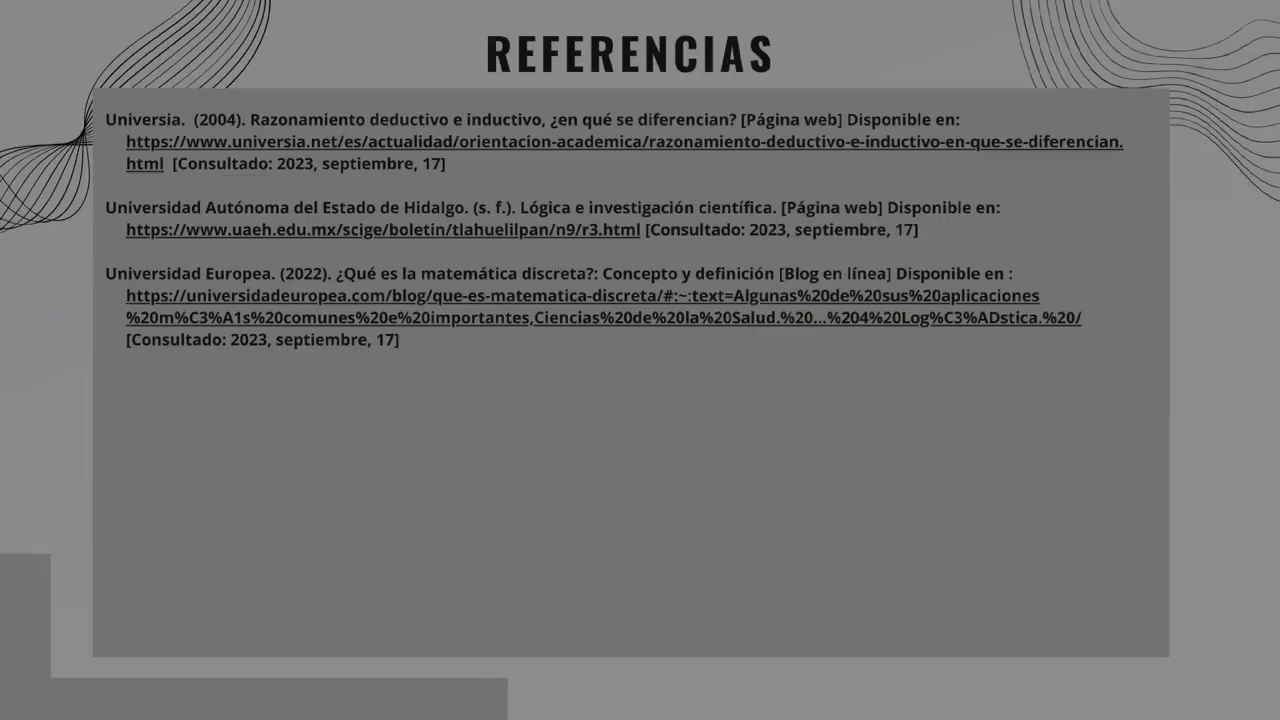 REFERENCIAS
Universia. (2004). Razonamiento deductivo e inductivo, ¿en qué se diferencian? [Página web] Disponible en:
https://www.universia.net/es/actualidad/orientacion-academica/razonamiento-deductivo-e-inductivo-en-que-se-diferencian.
html [Consultado: 2023, septiembre, 17]
Universidad Autónoma del Estado de Hidalgo. (s. f.). Lógica e investigación científica. [Página web] Disponible en:
https://www.uaeh.edu.mx/scige/boletin/tlahuelilpan/n9/r3.html [Consultado: 2023, septiembre, 17]
Universidad Europea. (2022). ¿Qué es la matemática discreta?: Concepto y definición [Blog en línea] Disponible en :
https://universidadeuropea.com/blog/que-es-matematica-discreta/#:~:text=Algunas%20de%20sus%20aplicaciones
%20m%C3%A1s%20comunes%20e%20importantes,Ciencias%20de%20la%20Salud.%20...%204%20Log%C3%ADstica.%20/
[Consultado: 2023, septiembre, 17]